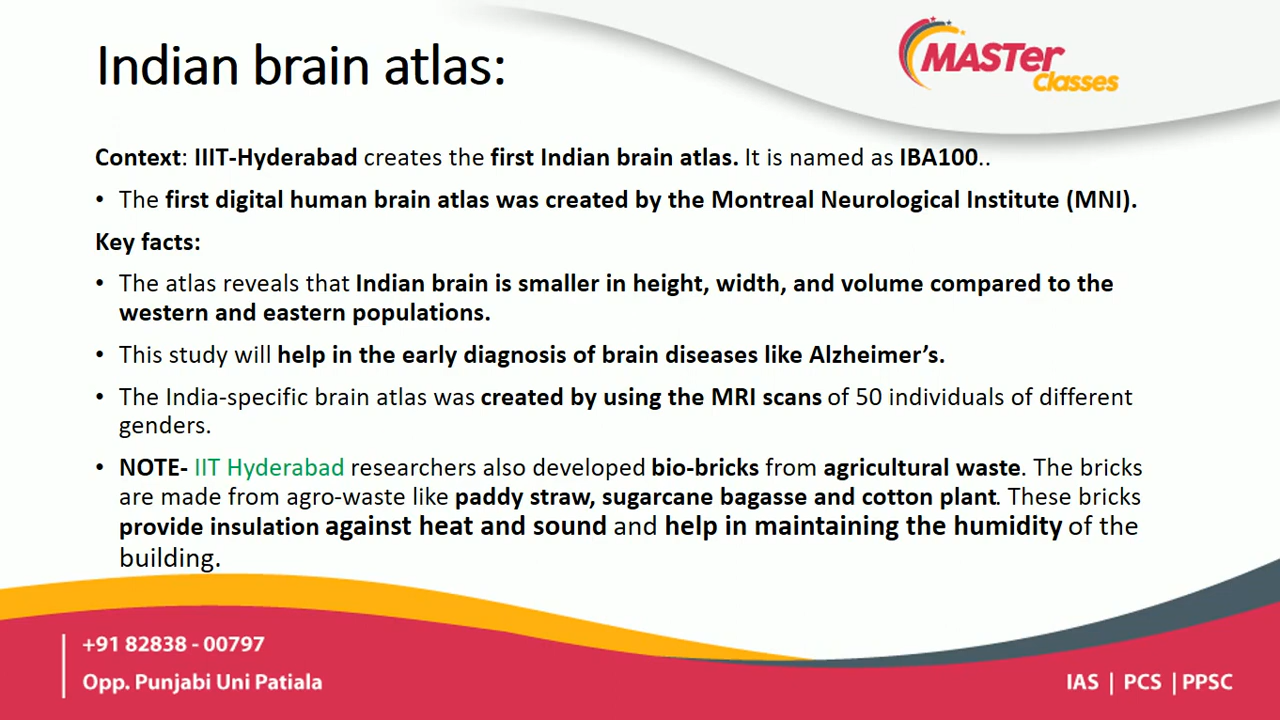 Indian brain atlas:
MASTer
Classes
Context: IIIT-Hyderabad creates the first Indian brain atlas. It is named as IBA100..
• The first digital human brain atlas was created by the Montreal Neurological Institute (MNI).
Key facts:
• The atlas reveals that Indian brain is smaller in height, width, and volume compared to the
western and eastern populations.
• This study will help in the early diagnosis of brain diseases like Alzheimer’s.
• The India-specific brain atlas was created by using the MRI scans of 50 individuals of different
genders.
• NOTE- IIT Hyderabad researchers also developed bio-bricks from agricultural waste. The bricks
are made from agro-waste like paddy straw, sugarcane bagasse and cotton plant. These bricks
provide insulation against heat and sound and help in maintaining the humidity of the
building.
+91 82838 - 00797
Opp. Punjabi Uni Patiala
IAS | PCS | PPSC